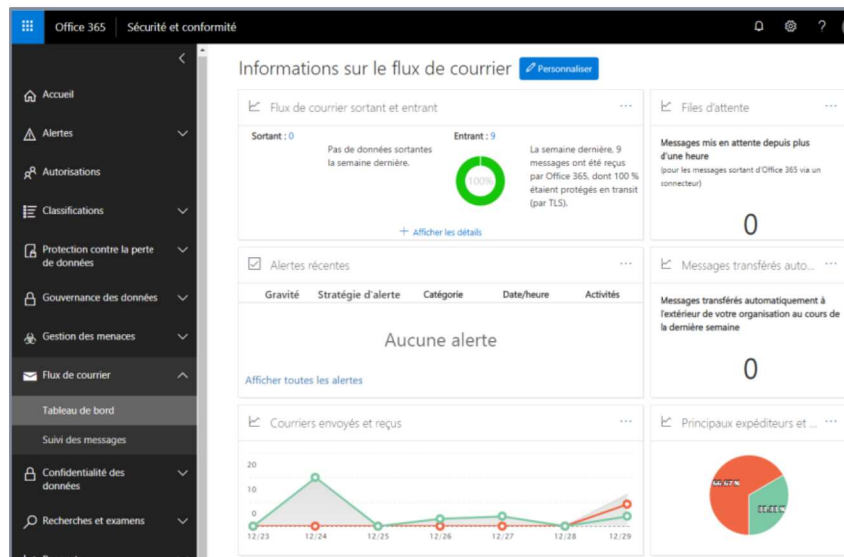 Office 365 Sécurité et conformité ?
Accueil
Alertes
Autorisations
Classifications
Protection contre la perte
de données
Gouvernance des données
Gestion des menaces
Flux de courrier
Tableau de bord
Suivi des messages
Confidentialité des
données
Recherches et examens
Informations sur le flux de courrier
Personnaliser
Flux de courrier sortant et entrant
Sortant : 0
Pas de données sortantes
la semaine dernière.
Entrant : 9
100%
La semaine dernière, 9
messages ont été reçus
par Office 365, dont 100 %
étaient protégés en transit
(par TLS).
+ Afficher les détails
Files d'attente
Messages mis en attente depuis plus
d'une heure
(pour les messages sortant d'Office 365 via un
connecteur)
0
Alertes récentes
Gravité Stratégie d'alerte Catégorie Date/heure Activités
Aucune alerte
Afficher toutes les alertes
Messages transférés auto...
Messages transférés automatiquement à
l'extérieur de votre organisation au cours de
la dernière semaine
0
Courriers envoyés et reçus
20
10
0
12/23 12/24 12/25 12/26 12/27 12/28 12/29
Principaux expéditeurs et ...
66.67%
33.33%